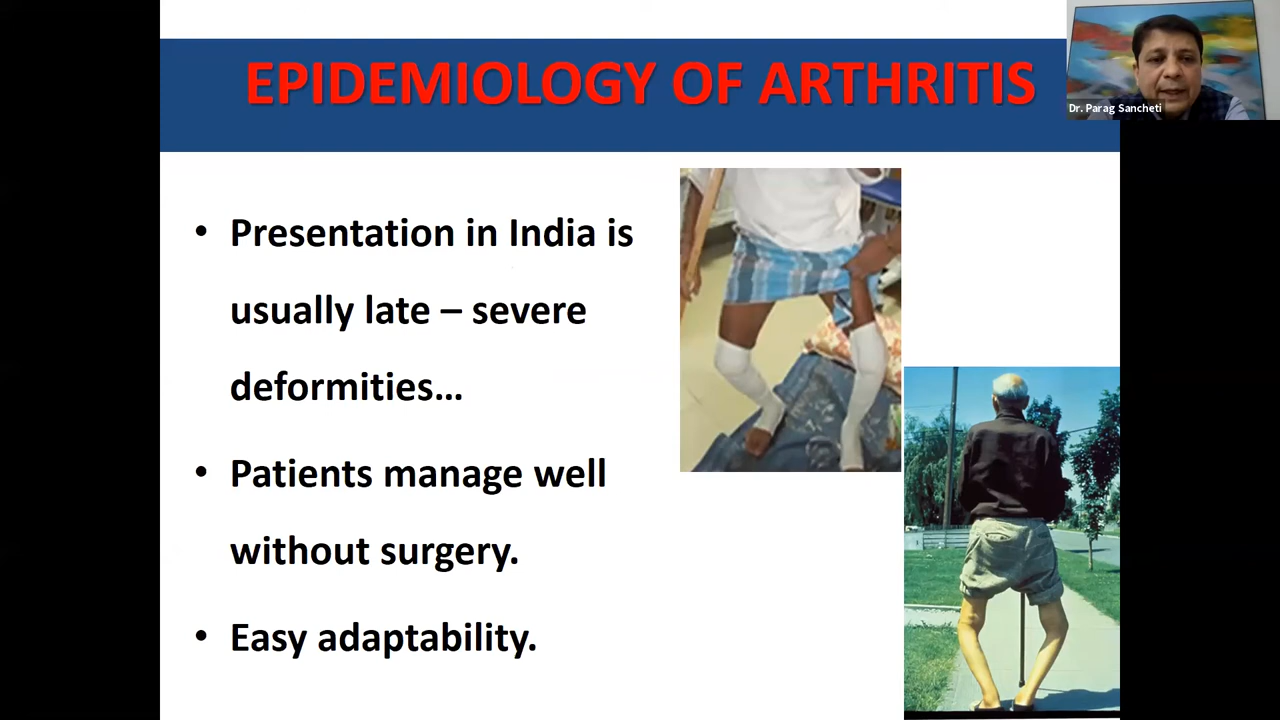 EPIDEMIOLOGY OF ARTHRITIS
Dr. Parag Sancheti
• Presentation in India is
usually late – severe
deformities...
• Patients manage well
without surgery.
• Easy adaptability.